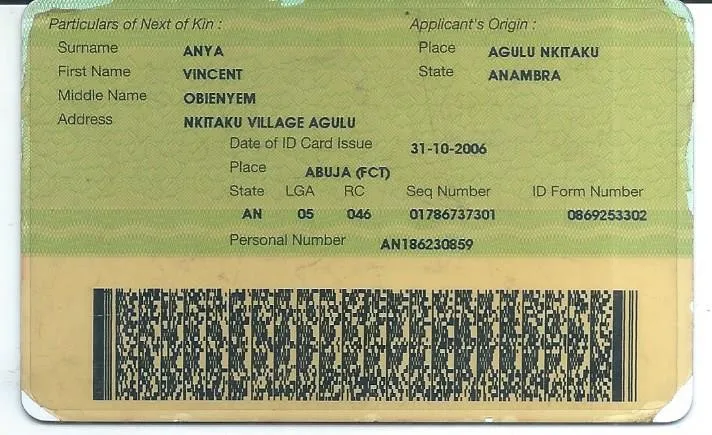 Particulars of Next of Kin : Applicant's Origin :
Surname ANYA Place AGULU NKITAKU
First Name VINCENT State ANAMBRA
Middle Name OBIENYEM
Address NKITAKU VILLAGE AGULU
Date of ID Card Issue 31-10-2006
Place ABUJA (FCT)
State LGA RC Seq Number ID Form Number
AN 05 046 01786737301 0869253302
Personal Number AN186230859